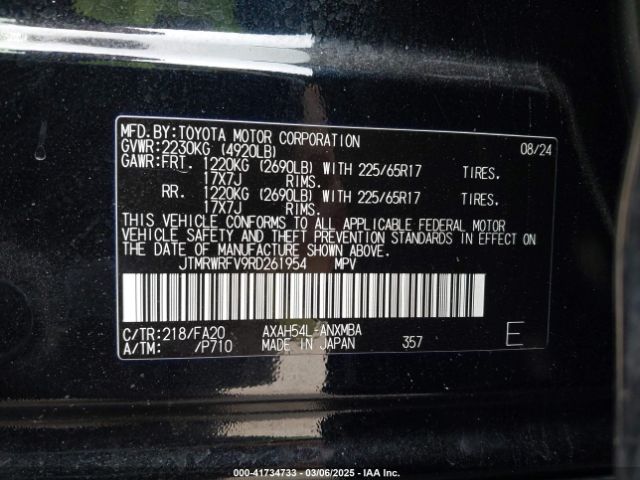 MFD.BY:TOYOTA MOTOR CORPORATION 08/24
GVWR:2230KG (4920LB)
GAWR:FRT. 1220KG (2690LB) WITH 225/65R17 TIRES.
17X7J RIMS.
RR. 1220KG (2690LB) WITH 225/65R17 TIRES.
17X7J RIMS.
THIS VEHICLE CONFORMS TO ALL APPLICABLE FEDERAL MOTOR
VEHICLE SAFETY AND THEFT PREVENTION STANDARDS IN EFFECT ON
THE DATE OF MANUFACTURE SHOWN ABOVE.
JTMRWRFV9RD261954 MPV
C/TR:218/FA20 AXAH54L-ANXMBA
A/TM: /P710 MADE IN JAPAN 357 E
000-41734733 - 03/06/2025 - IAA Inc.